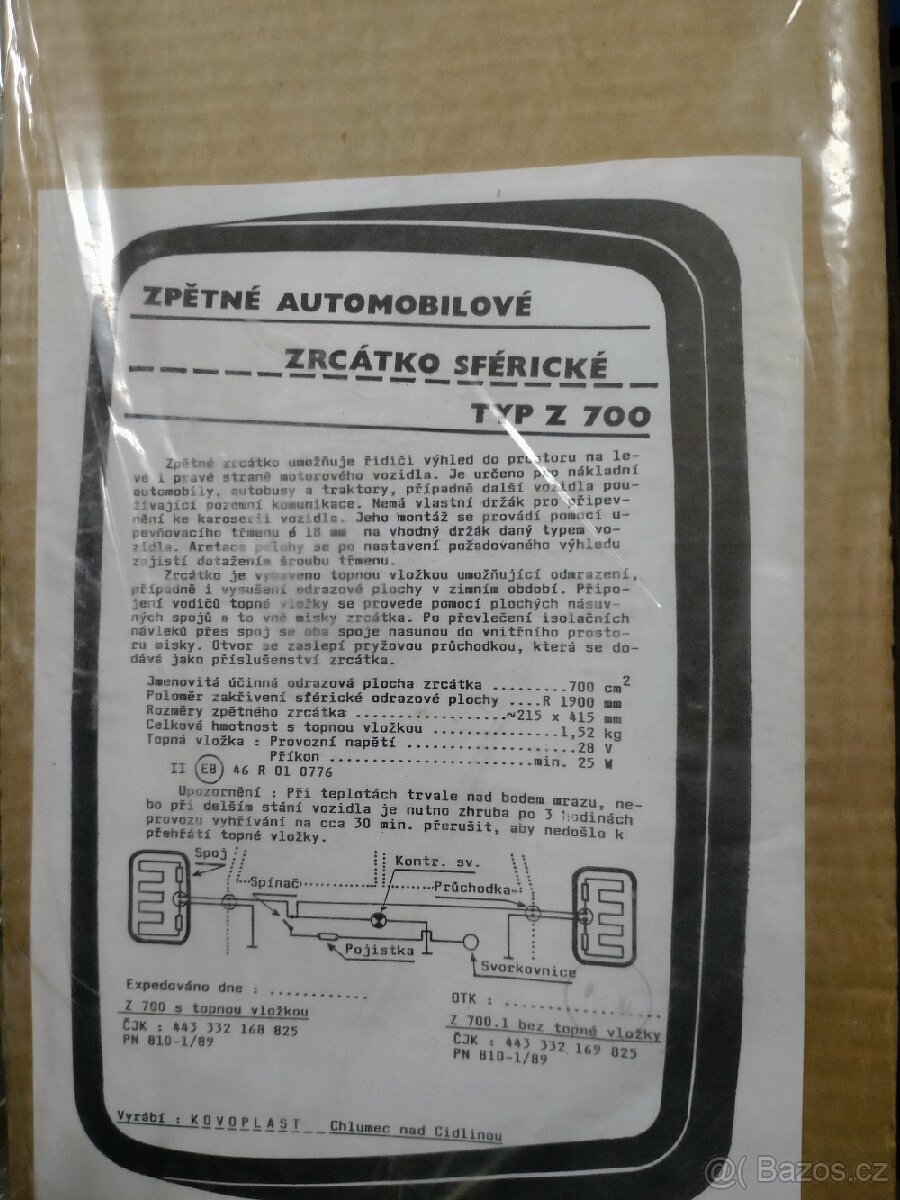 ZPĚTNÉ AUTOMOBILOVÉ
ZRCÁTKO SFÉRICKÉ
TYP Z 700
Zpětné zrcátko umožňuje řidiči výhled do prostoru na le-
vé i pravé straně motorového vozidla. Je určeno pro nákladní
automobily, autobusy a traktory, případně další vozidla pou-
žívající pozemní komunikace. Nemá vlastní držák pro připev-
nění ke karoserii vozidla. Jeho montáž se provádí pomocí u-
pevňovacího třmenu ø 18 mm na vhodný držák daný typem vo-
zidla. Aretace polohy se po nastavení požadovaného výhledu
zajistí dotažením šroubu třmenu.
Zrcátko je vybaveno topnou vložkou umožňující odmrazení,
případně i vysušení odrazové plochy v zimním období. Připo-
jení vodičů topné vložky se provede pomocí plochých násuv-
ných spojů a to vně misky zrcátka. Po převlečení isolačních
návleků přes spoj se oba spoje nasunou do vnitřního prosto-
ru misky. Otvor se zaslepí pryžovou průchodkou, která se do-
dává jako příslušenství zrcátka.
Jmenovitá účinná odrazová plocha zrcátka .........700 cm2
Poloměr zakřivení sférické odrazové plochy ....R 1900 mm
Rozměry zpětného zrcátka ...................~215 x 415 mm
Celková hmotnost s topnou vložkou ..............1,52 kg
Topná vložka : Provozní napětí .....................28 V
Příkon .........................min. 25 W
II E8 46 R 01 0776
Upozornění : Při teplotách trvale nad bodem mrazu, ne-
bo při delším stání vozidla je nutno zhruba po 3 hodinách
provozu vyhřívání na cca 30 min. přerušit, aby nedošlo k
přehřátí topné vložky.
Spoj
Kontr. sv.
Spínač
Průchodka
Pojistka
Svorkovnice
Expedováno dne : ............
OTK : ..................
Z 700 s topnou vložkou
Z 700.1 bez topné vložky
ČJK : 443 332 168 825
ČJK : 443 332 169 825
PN 810-1/89
PN 810-1/89
Vyrábí : KOVOPLAST Chlumec nad Cidlinou
@( Bazos.cz